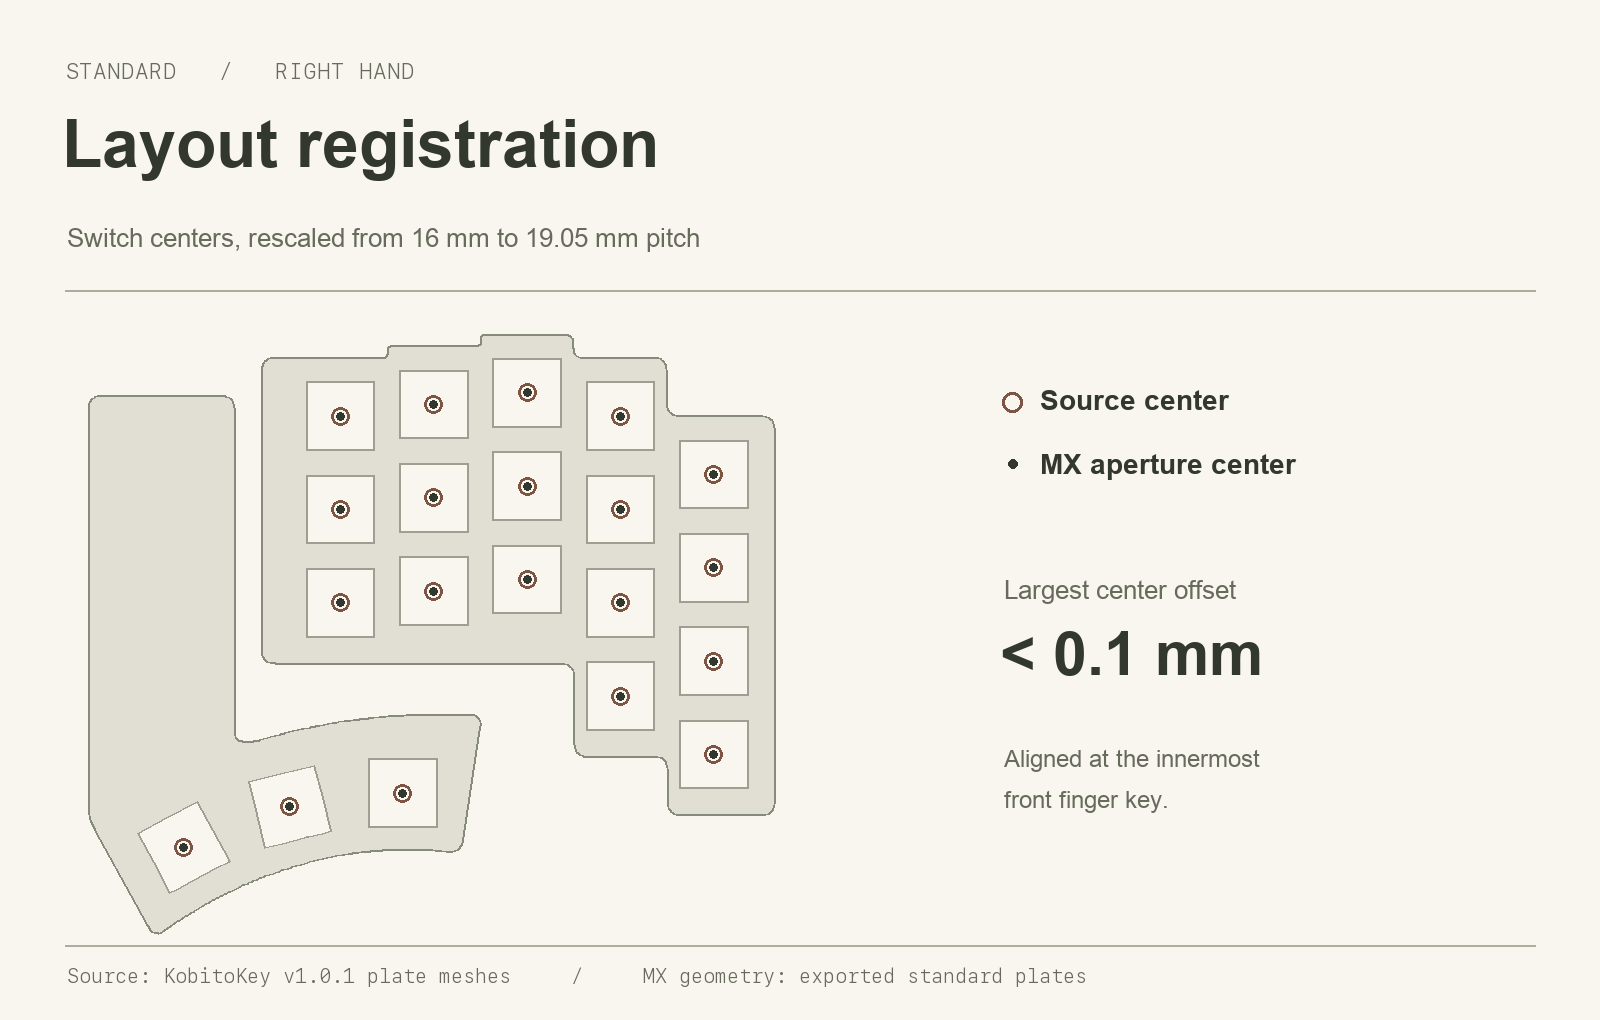 STANDARD / RIGHT HAND
Layout registration
Switch centers, rescaled from 16 mm to 19.05 mm pitch
Source center
MX aperture center
Largest center offset
< 0.1 mm
Aligned at the innermost
front finger key.
Source: KobitoKey v1.0.1 plate meshes / MX geometry: exported standard plates